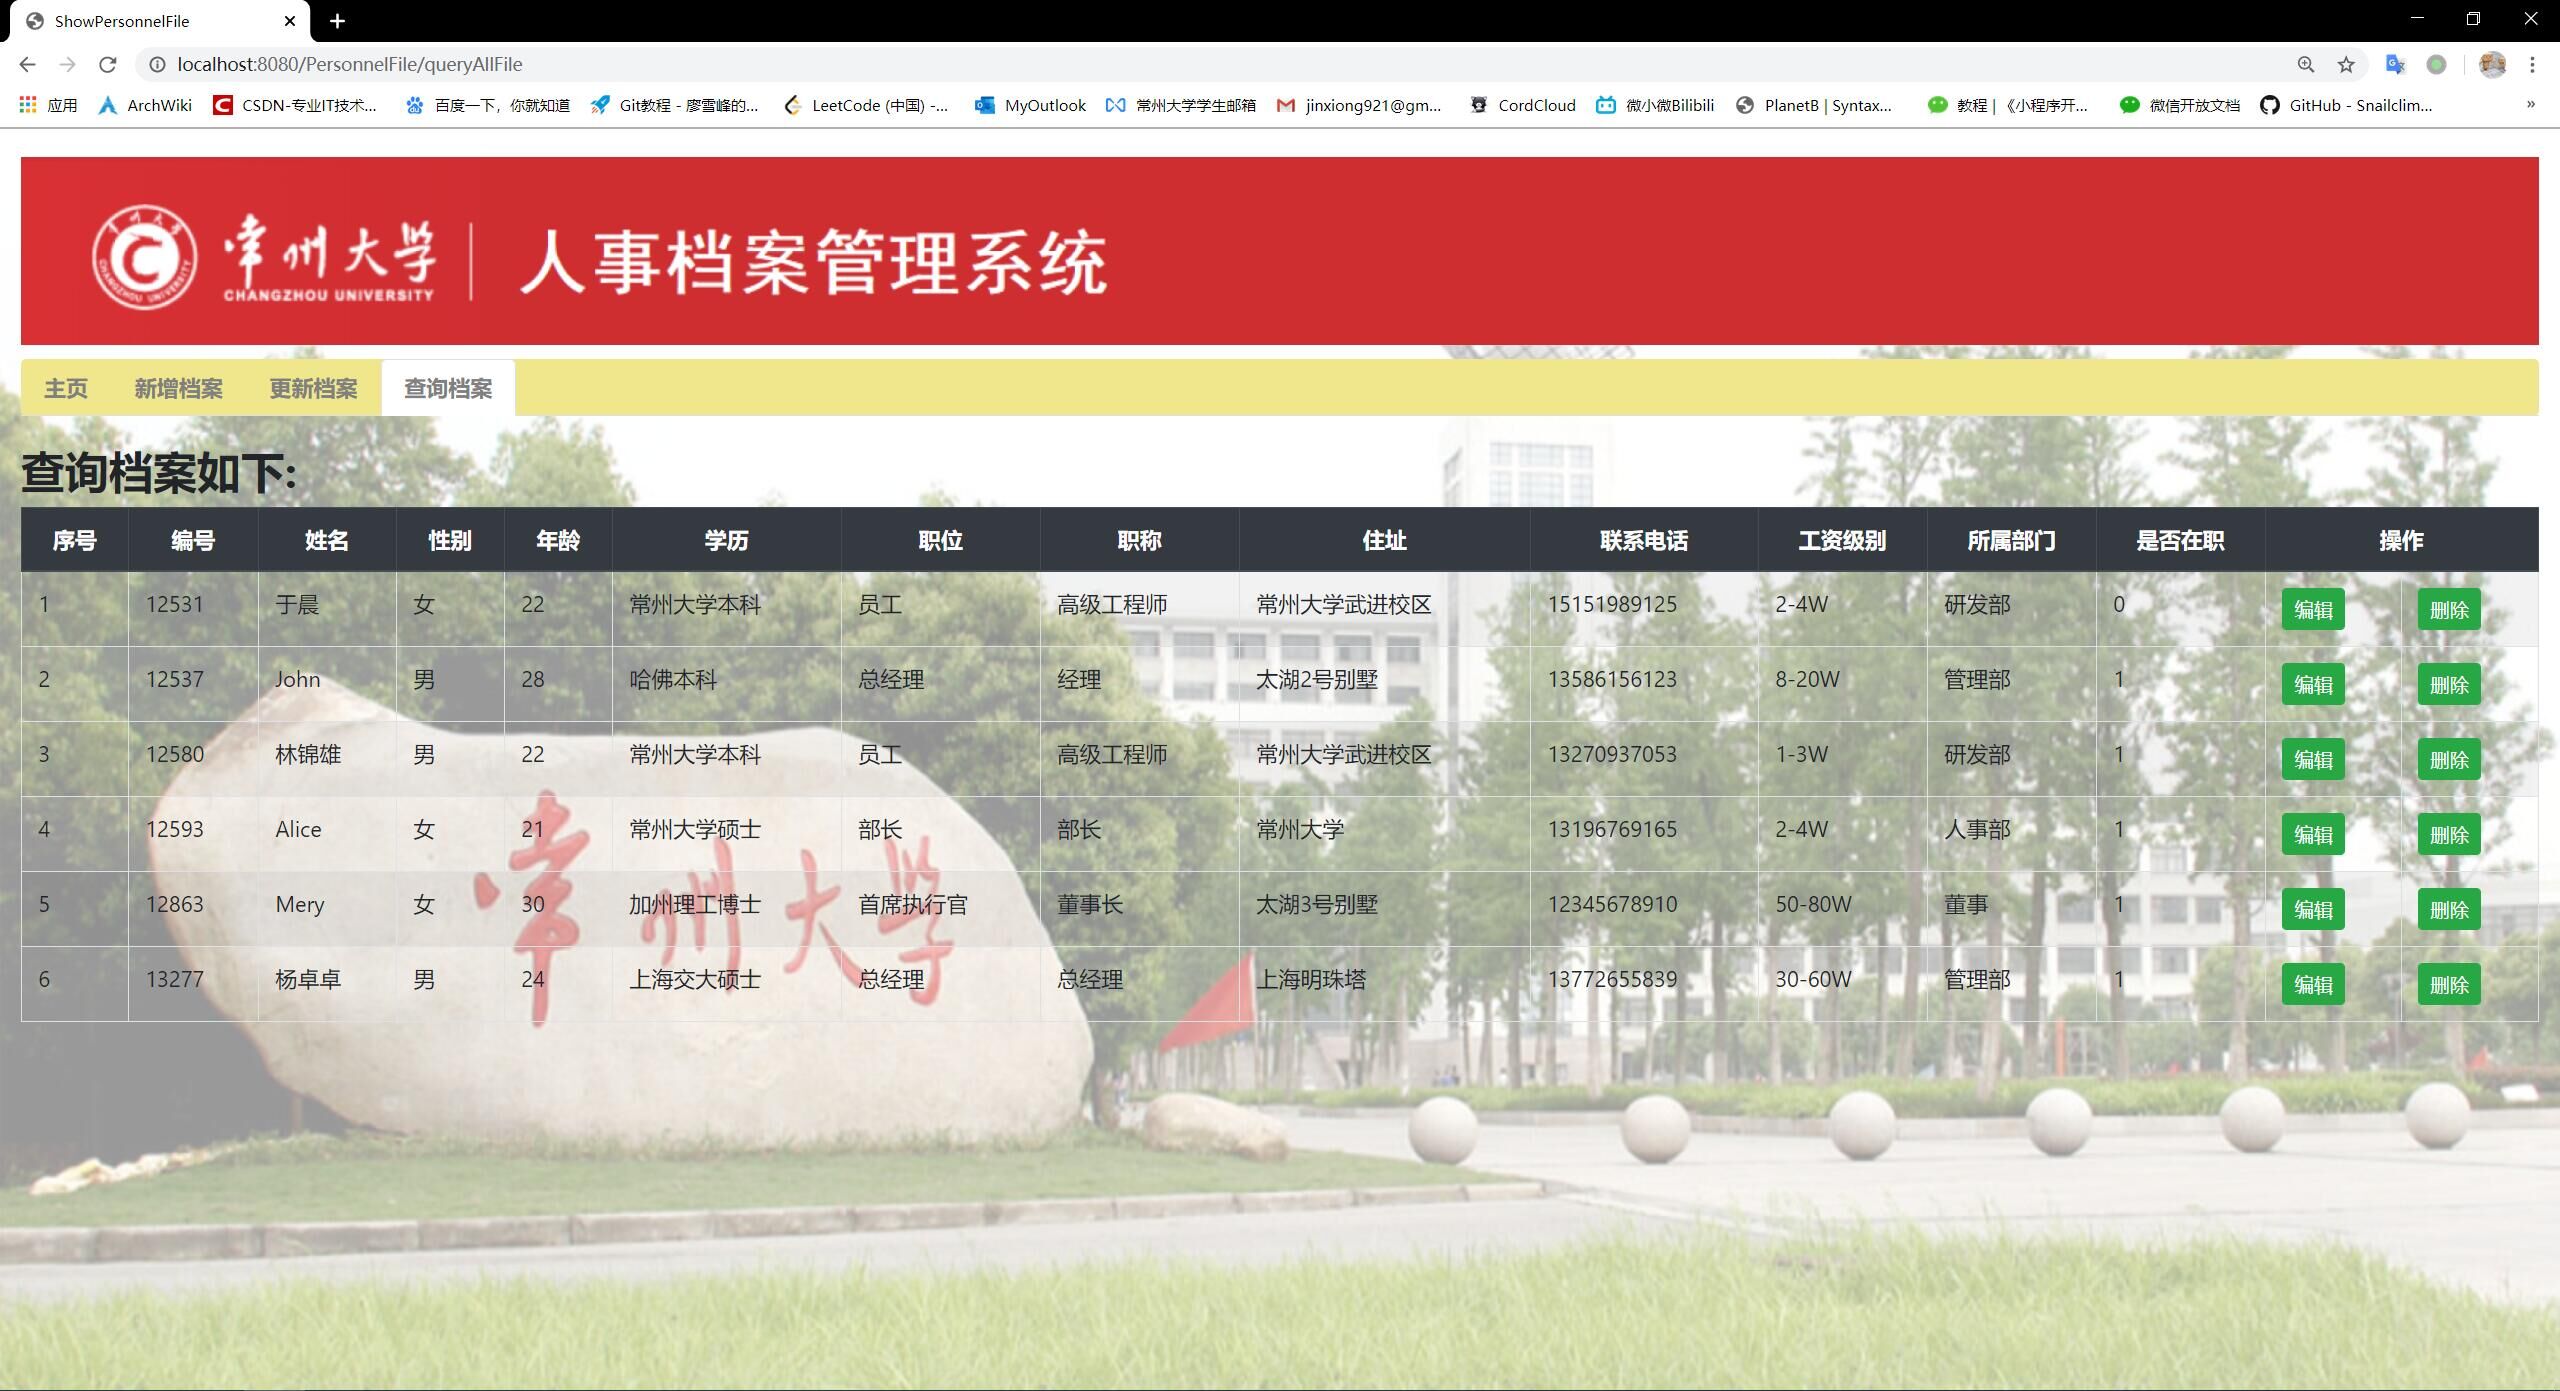 ShowPersonnelFile
localhost:8080/PersonnelFile/queryAllFile
应用 ArchWiki CSDN-专业IT技术... 百度一下，你就知道 Git教程 - 廖雪峰的... LeetCode (中国) -... MyOutlook 常州大学学生邮箱 jinxiong921@gm... CordCloud 微小微Bilibili PlanetB | Syntax... 教程 | 《小程序开... 微信开放文档 GitHub - Snailclim... »
常州大学 人事档案管理系统
CHANGZHOU UNIVERSITY
主页 新增档案 更新档案 查询档案
查询档案如下:
序号 编号 姓名 性别 年龄 学历 职位 职称 住址 联系电话 工资级别 所属部门 是否在职 操作
1 12531 于晨 女 22 常州大学本科 员工 高级工程师 常州大学武进校区 15151989125 2-4W 研发部 0 编辑 删除
2 12537 John 男 28 哈佛本科 总经理 经理 太湖2号别墅 13586156123 8-20W 管理部 1 编辑 删除
3 12580 林锦雄 男 22 常州大学本科 员工 高级工程师 常州大学武进校区 13270937053 1-3W 研发部 1 编辑 删除
4 12593 Alice 女 21 常州大学硕士 部长 部长 常州大学 13196769165 2-4W 人事部 1 编辑 删除
5 12863 Mery 女 30 加州理工博士 首席执行官 董事长 太湖3号别墅 12345678910 50-80W 董事 1 编辑 删除
6 13277 杨卓卓 男 24 上海交大硕士 总经理 总经理 上海明珠塔 13772655839 30-60W 管理部 1 编辑 删除
常州大学